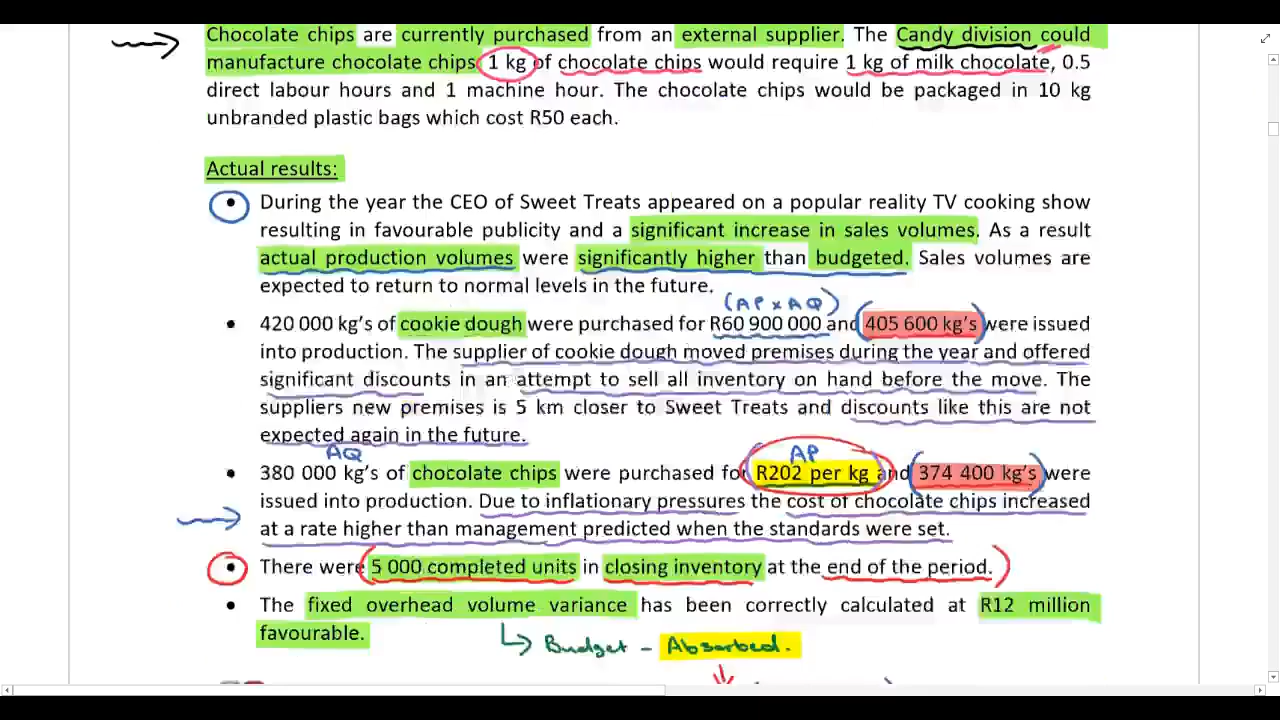 Chocolate chips are currently purchased from an external supplier. The Candy division could
manufacture chocolate chips. 1 kg of chocolate chips would require 1 kg of milk chocolate, 0.5
direct labour hours and 1 machine hour. The chocolate chips would be packaged in 10 kg
unbranded plastic bags which cost R50 each.
Actual results:
• During the year the CEO of Sweet Treats appeared on a popular reality TV cooking show
resulting in favourable publicity and a significant increase in sales volumes. As a result
actual production volumes were significantly higher than budgeted. Sales volumes are
expected to return to normal levels in the future.
(AP x AQ)
• 420 000 kg's of cookie dough were purchased for R60 900 000 and 405 600 kg's were issued
into production. The supplier of cookie dough moved premises during the year and offered
significant discounts in an attempt to sell all inventory on hand before the move. The
suppliers new premises is 5 km closer to Sweet Treats and discounts like this are not
expected again in the future.
AQ AP
• 380 000 kg's of chocolate chips were purchased for R202 per kg and 374 400 kg's were
issued into production. Due to inflationary pressures the cost of chocolate chips increased
at a rate higher than management predicted when the standards were set.
• There were 5 000 completed units in closing inventory at the end of the period.
• The fixed overhead volume variance has been correctly calculated at R12 million
favourable.
Budget - Absorbed.